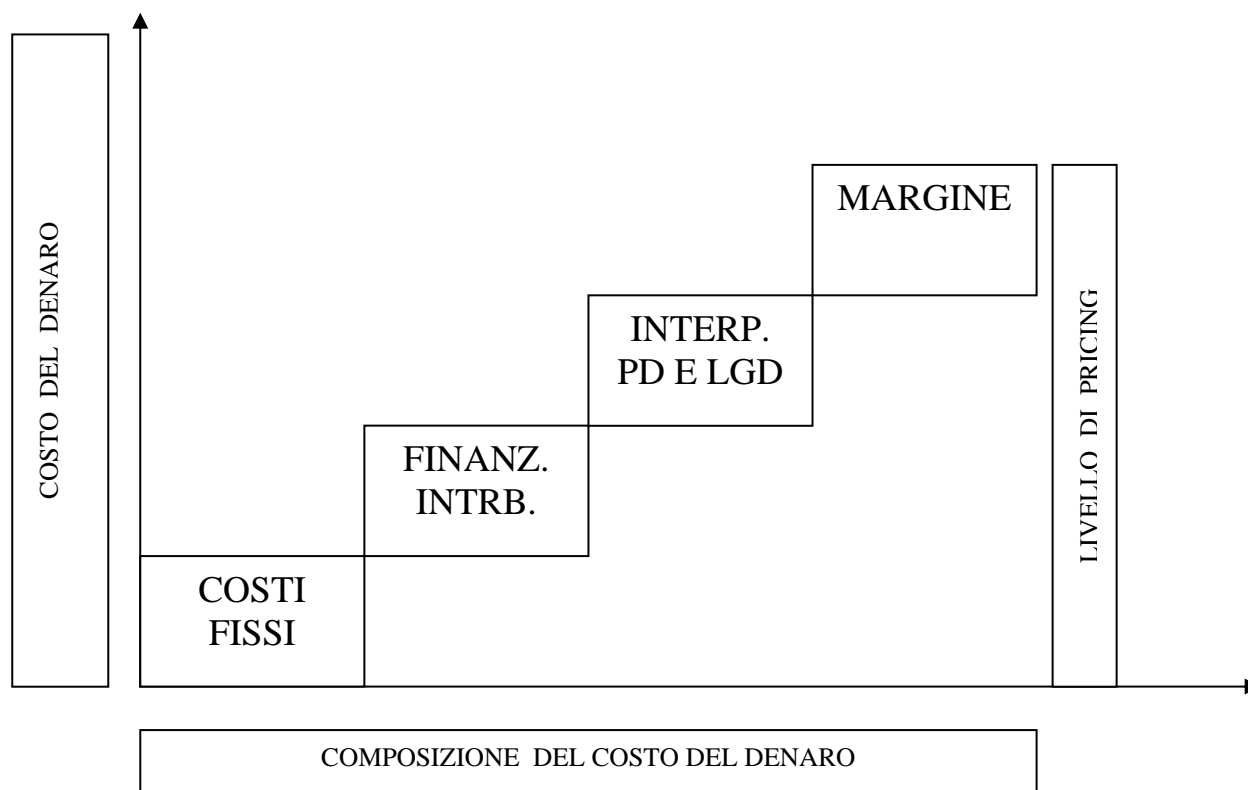 COSTO DEL DENARO
MARGINE
INTERP.
PD E LGD
FINANZ.
INTRB.
COSTI
FISSI
LIVELLO DI PRICING
COMPOSIZIONE DEL COSTO DEL DENARO